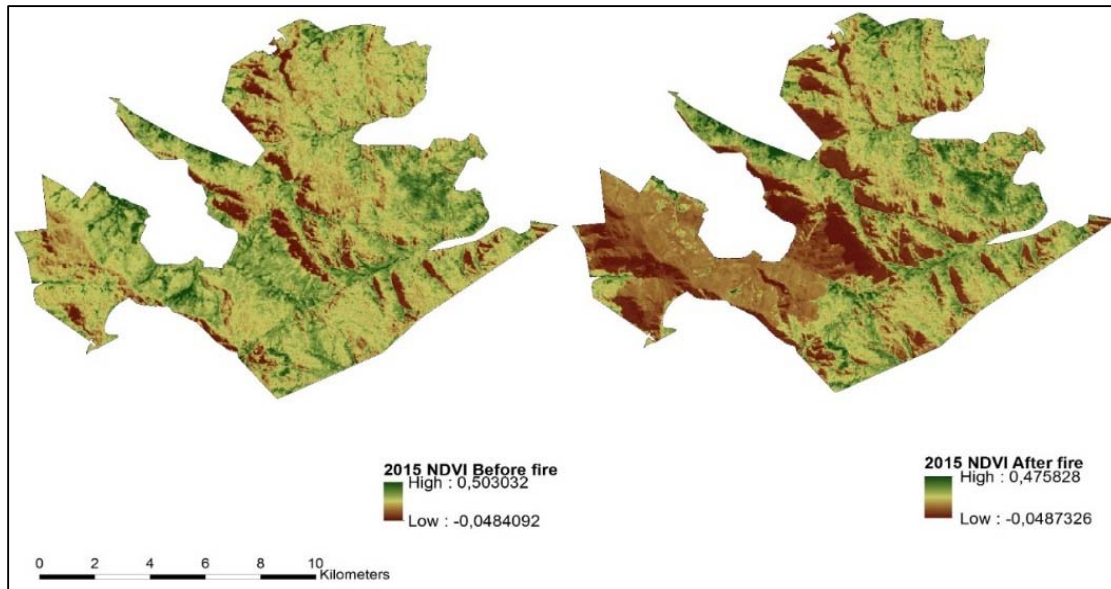 2015 NDVI Before fire
High : 0,503032
Low : -0,0484092
2015 NDVI After fire
High : 0,475828
Low : -0,0487326
0 2 4 6 8 10
Kilometers